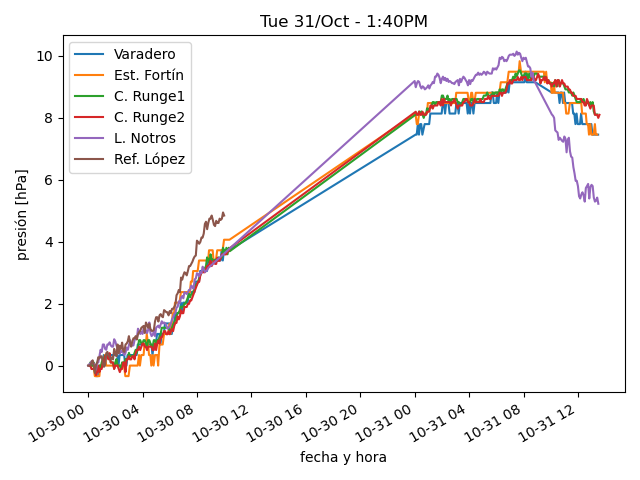 Tue 31/Oct - 1:40PM
Varadero
Est. Fortín
C. Runge1
C. Runge2
L. Notros
Ref. López
presión [hPa]
10
8
6
4
2
0
10-30 00
10-30 04
10-30 08
10-30 12
10-30 16
10-30 20
10-31 00
10-31 04
10-31 08
10-31 12
fecha y hora